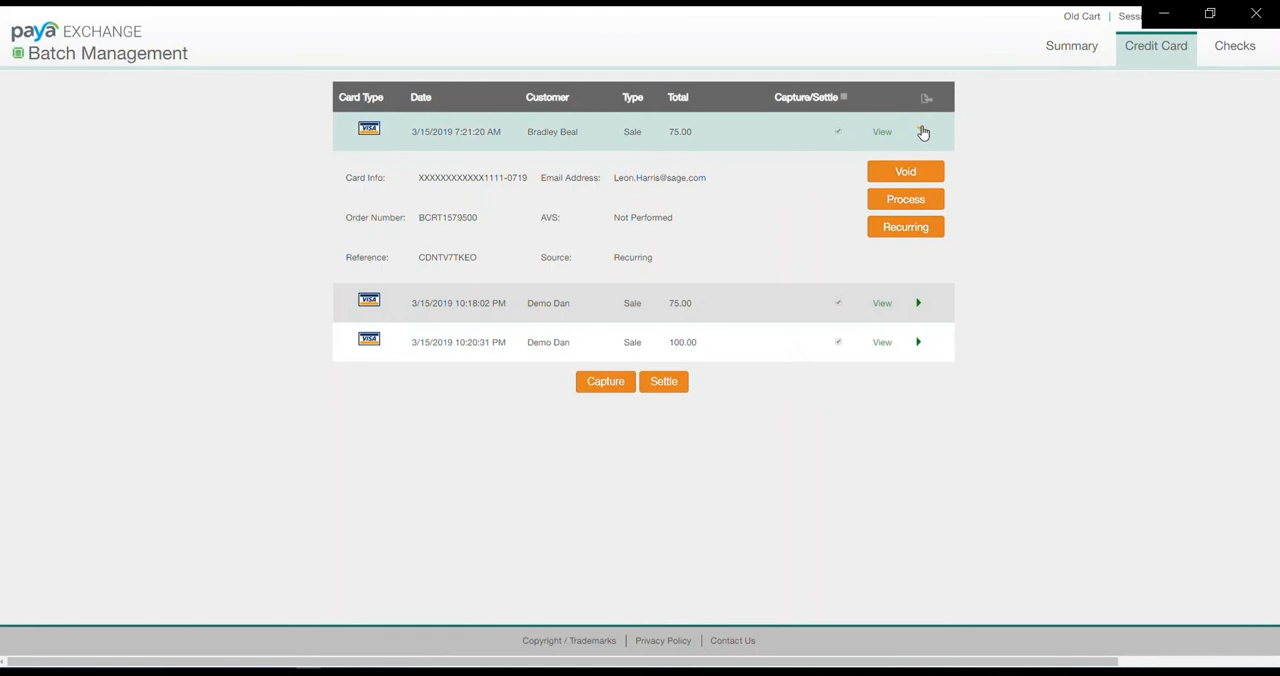 Old Cart | Sessi
paya EXCHANGE
Batch Management
Summary Credit Card Checks
Card Type Date Customer Type Total Capture/Settle
VISA 3/15/2019 7:21:20 AM Bradley Beal Sale 75.00 View
Card Info: XXXXXXXXXXXX1111-0719 Email Address: Leon.Harris@sage.com Void
Process
Order Number: BCRT1579500 AVS: Not Performed Recurring
Reference: CDNTV7TKEO Source: Recurring
VISA 3/15/2019 10:18:02 PM Demo Dan Sale 75.00 View
VISA 3/15/2019 10:20:31 PM Demo Dan Sale 100.00 View
Capture Settle
Copyright / Trademarks | Privacy Policy | Contact Us